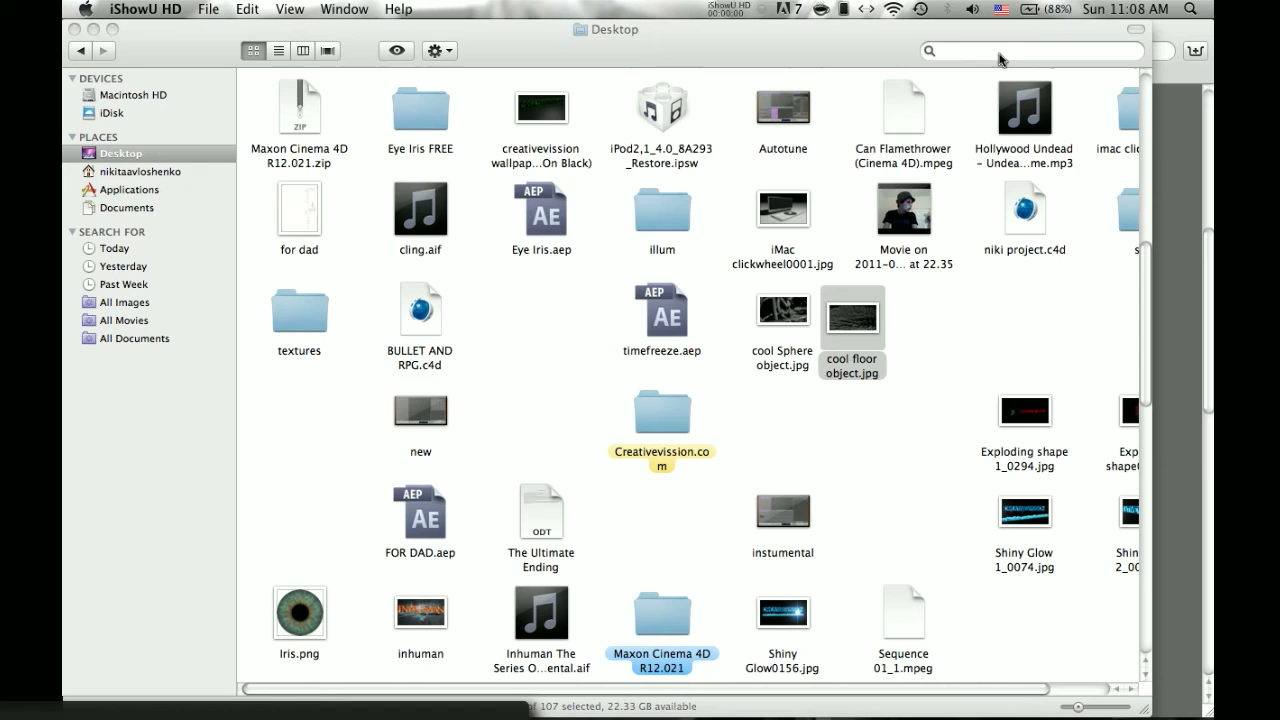 iShowU HD File Edit View Window Help iShowU HD 00:00:00 7 (88%) Sun 11:08 AM
Desktop
DEVICES
Macintosh HD
iDisk
PLACES
Desktop
nikitaavloshenko
Applications
Documents
SEARCH FOR
Today
Yesterday
Past Week
All Images
All Movies
All Documents
ZIP
Maxon Cinema 4D
R12.021.zip
Eye Iris FREE
creativevision
wallpap...On Black)
iPod2,1_4.0_8A293
_Restore.ipsw
Autotune
Can Flamethrower
(Cinema 4D).mpeg
Hollywood Undead
- Undea...me.mp3
imac clic
for dad
cling.aif
AEP
AE
Eye Iris.aep
illum
iMac
clickwheel0001.jpg
Movie on
2011-0... at 22.35
niki project.c4d
s
textures
BULLET AND
RPG.c4d
AEP
AE
timefreeze.aep
cool Sphere
object.jpg
cool floor
object.jpg
new
Creativevission.co
m
Exploding shape
1_0294.jpg
Exp
shape0
AEP
AE
FOR DAD.aep
ODT
The Ultimate
Ending
instumental
Shiny Glow
1_0074.jpg
Shin
2_00
Iris.png
inhuman
Inhuman The
Series O...ental.aif
Maxon Cinema 4D
R12.021
Shiny
Glow0156.jpg
Sequence
01_1.mpeg
of 107 selected, 22.33 GB available